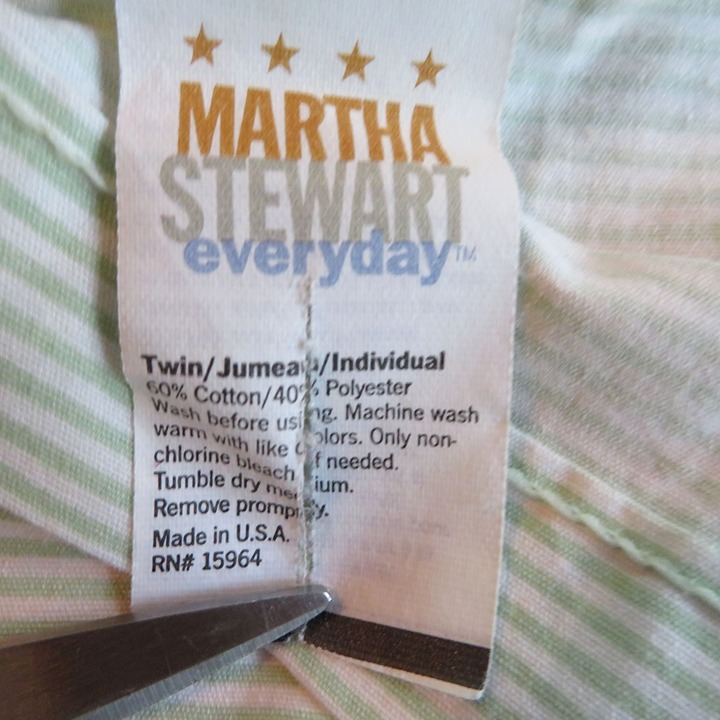 MARTHA
STEWART
everyday™
Twin/Jumeau/Individual
60% Cotton/40% Polyester
Wash before using. Machine wash
warm with like colors. Only non-
chlorine bleach if needed.
Tumble dry medium.
Remove promptly.
Made in U.S.A.
RN# 15964